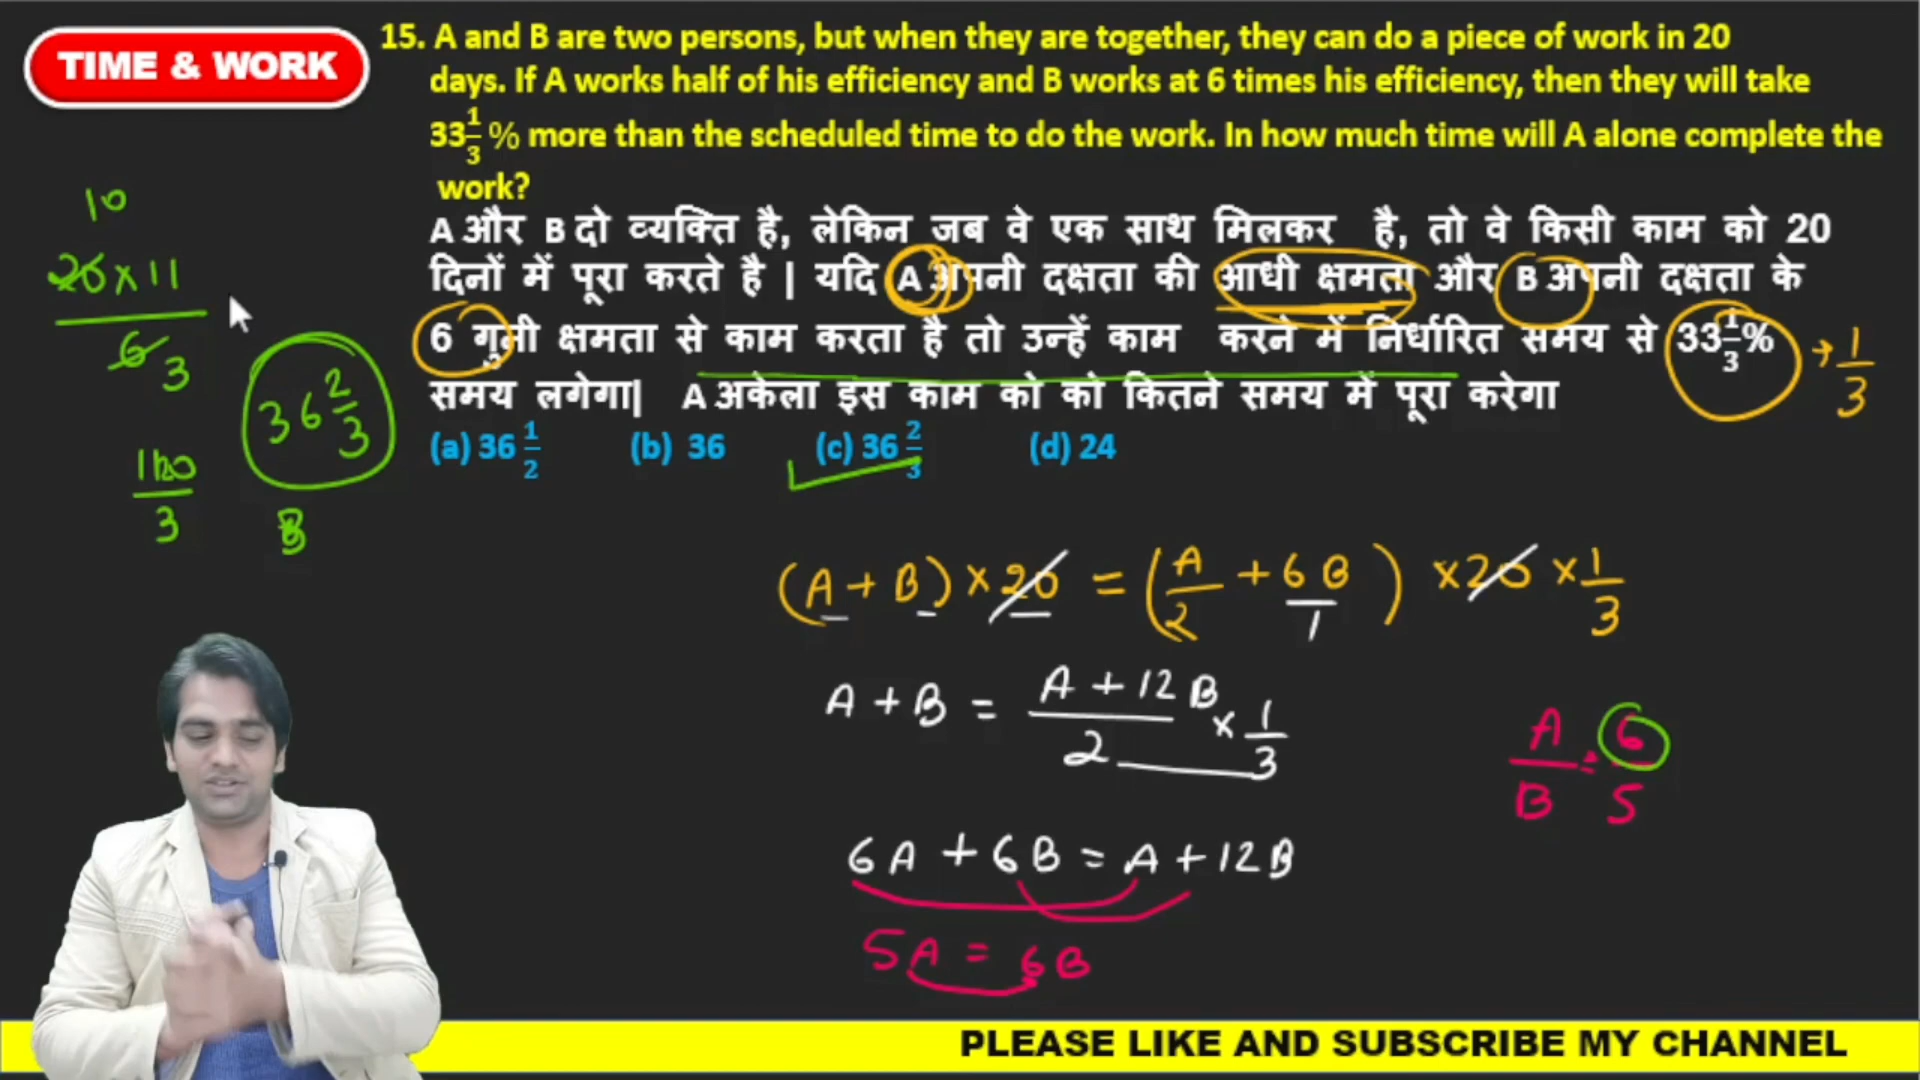 TIME & WORK
15. A and B are two persons, but when they are together, they can do a piece of work in 20
days. If A works half of his efficiency and B works at 6 times his efficiency, then they will take
33 1/3 % more than the scheduled time to do the work. In how much time will A alone complete the
work?
A और B दो व्यक्ति है, लेकिन जब वे एक साथ मिलकर है, तो वे किसी काम को 20
दिनों में पूरा करते है | यदि A अपनी दक्षता की आधी क्षमता और B अपनी दक्षता के
6 गुनी क्षमता से काम करता है तो उन्हें काम करने में निर्धारित समय से 33 1/3 % → 1/3
समय लगेगा| A अकेला इस काम को को कितने समय में पूरा करेगा
(a) 36 1/2 (b) 36 (c) 36 2/3 (d) 24
10
20 x 11
6 3
36 2/3
110/3
(A + B) x 20 = (A/2 + 6B/1) x 20 x 1/3
A + B = A + 12B/2 x 1/3
A/B = 6/5
6A + 6B = A + 12B
5A = 6B
PLEASE LIKE AND SUBSCRIBE MY CHANNEL